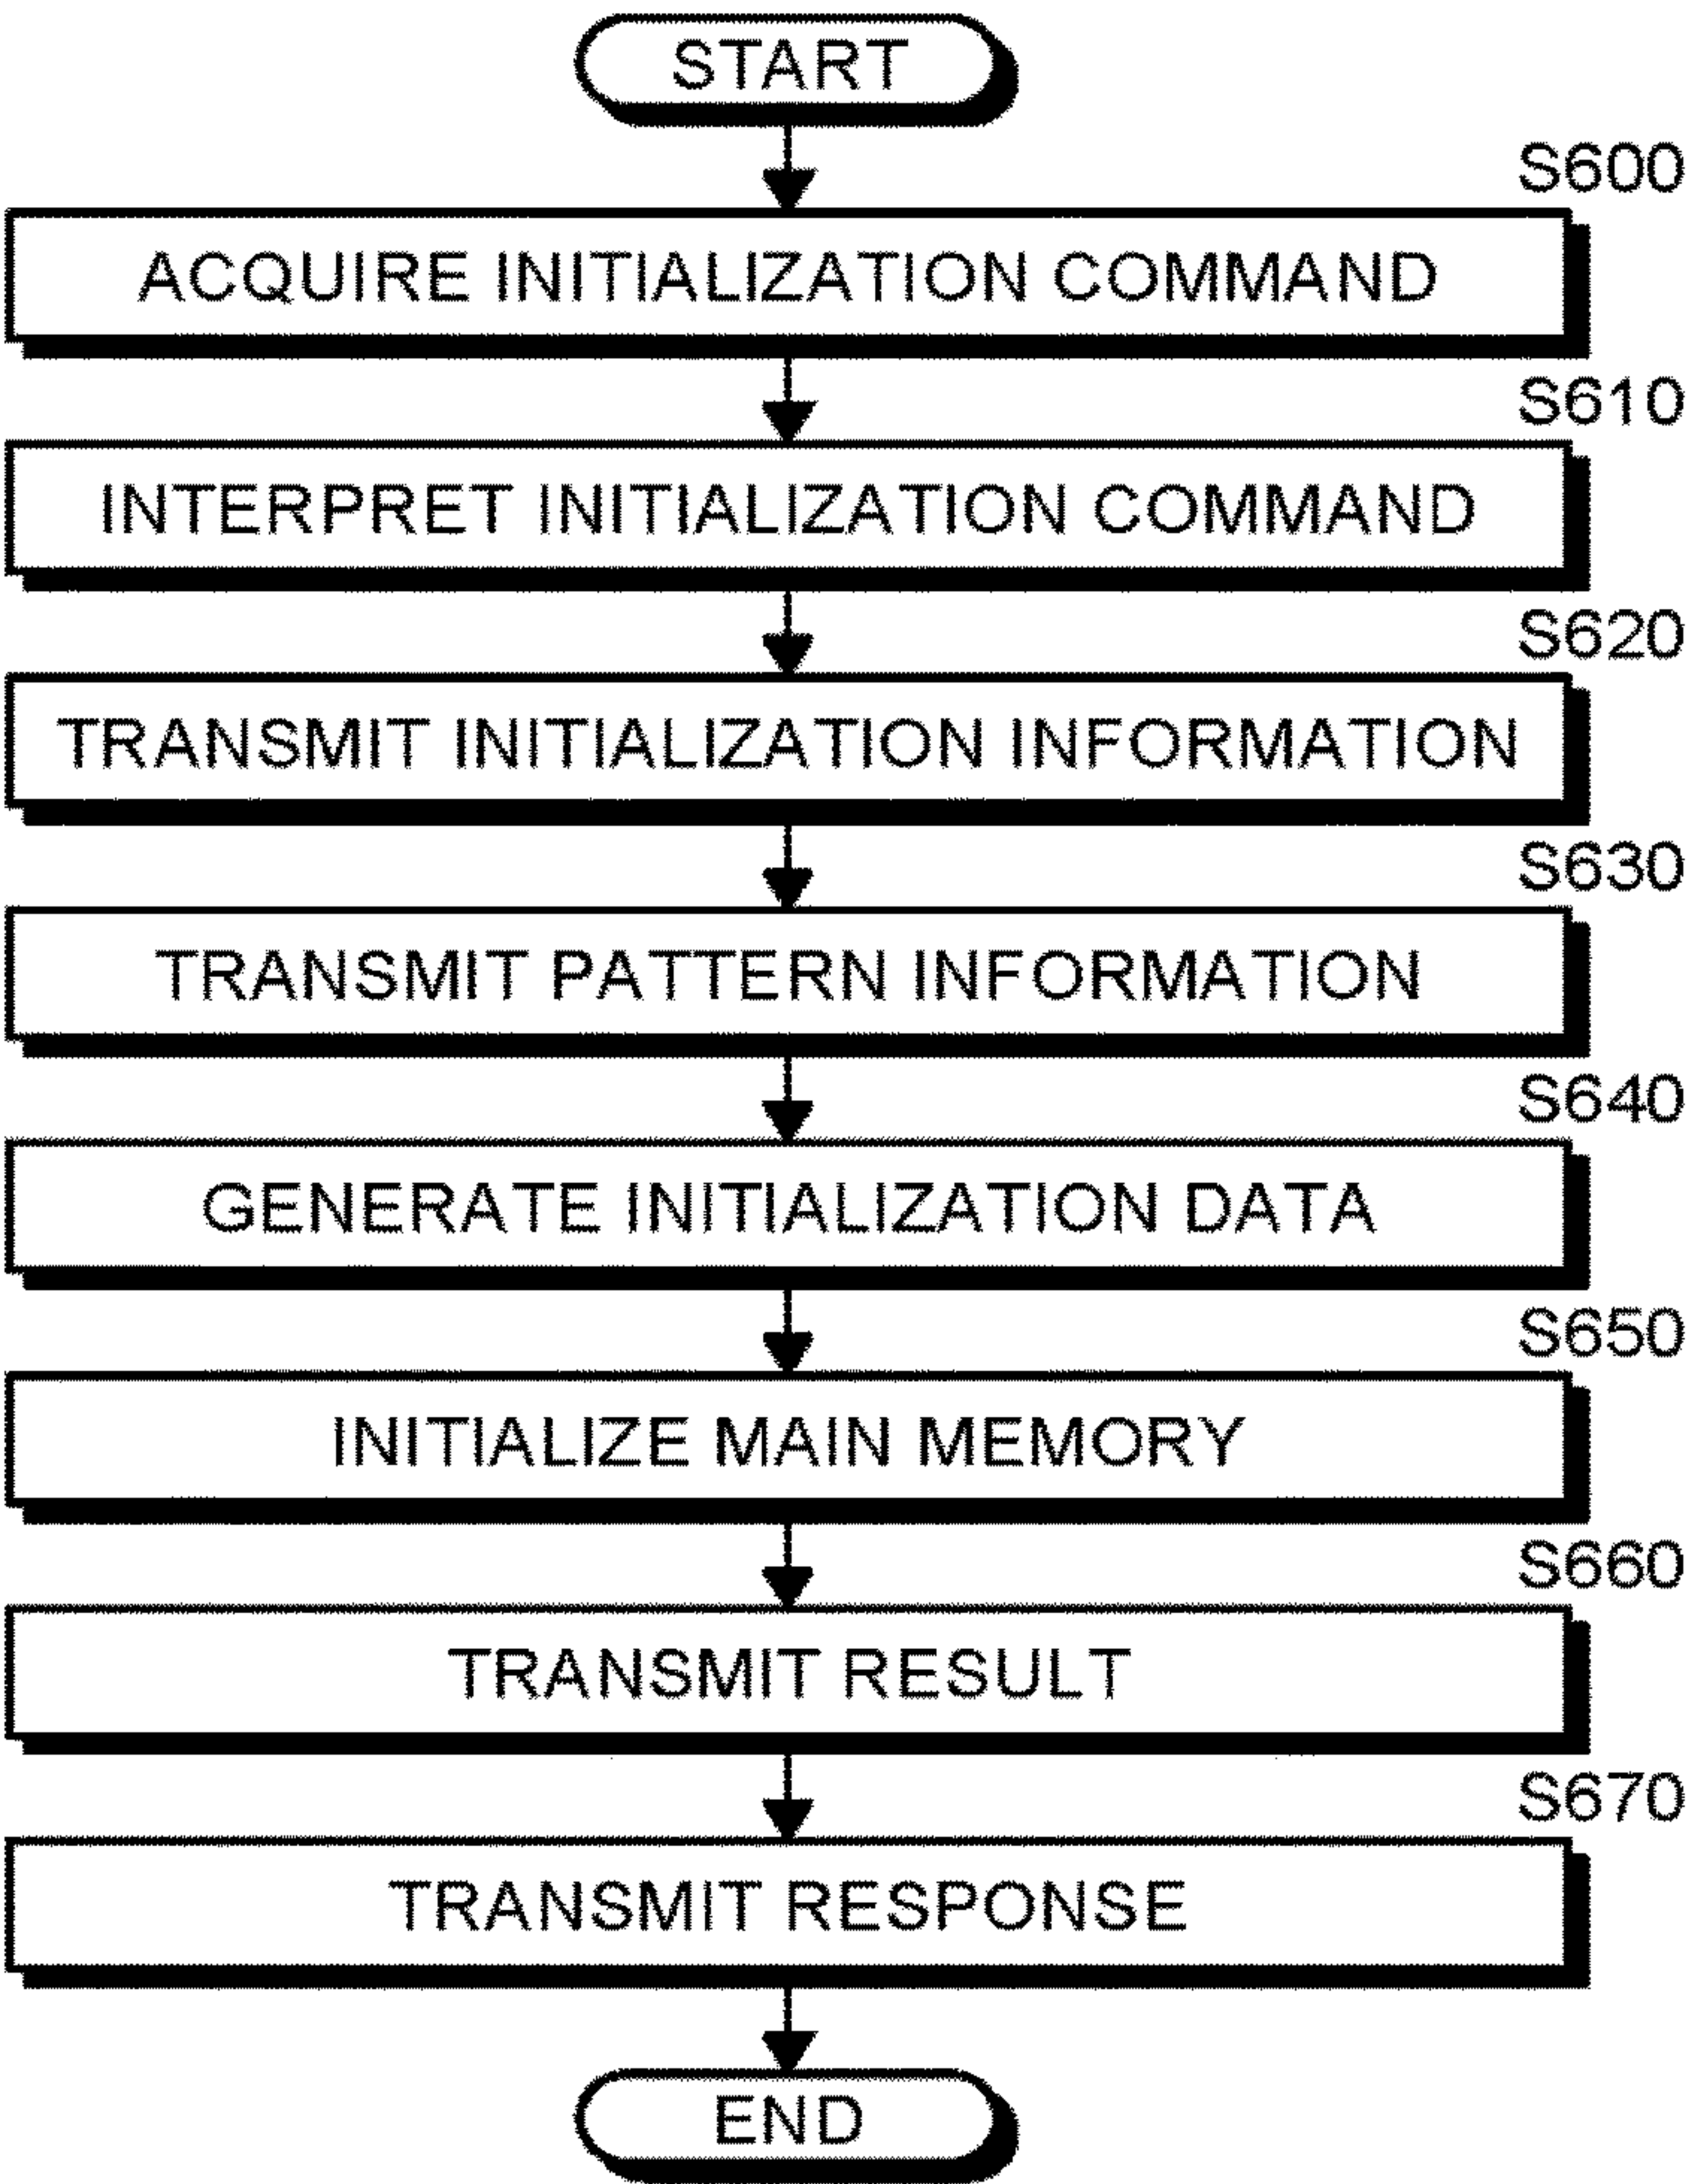 START
S600
ACQUIRE INITIALIZATION COMMAND
S610
INTERPRET INITIALIZATION COMMAND
S620
TRANSMIT INITIALIZATION INFORMATION
S630
TRANSMIT PATTERN INFORMATION
S640
GENERATE INITIALIZATION DATA
S650
INITIALIZE MAIN MEMORY
S660
TRANSMIT RESULT
S670
TRANSMIT RESPONSE
END